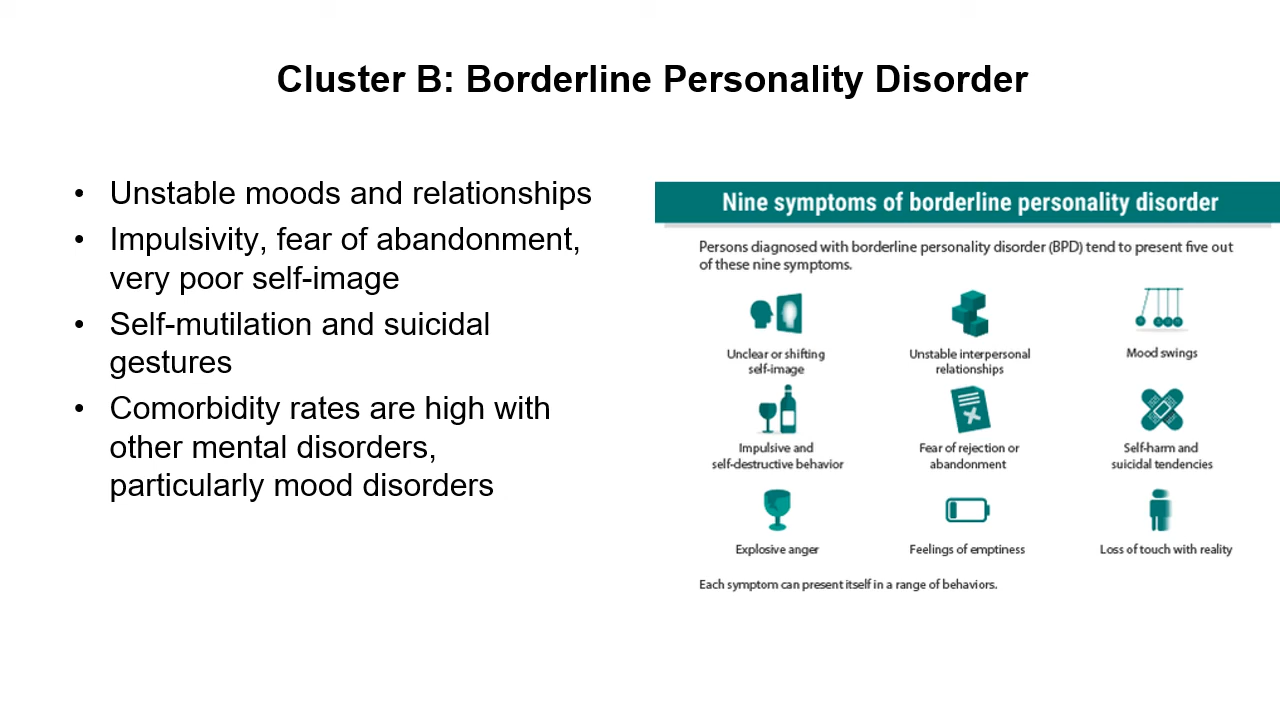 Cluster B: Borderline Personality Disorder
• Unstable moods and relationships
• Impulsivity, fear of abandonment,
very poor self-image
• Self-mutilation and suicidal
gestures
• Comorbidity rates are high with
other mental disorders,
particularly mood disorders
Nine symptoms of borderline personality disorder
Persons diagnosed with borderline personality disorder (BPD) tend to present five out
of these nine symptoms.
Unclear or shifting
self-image
Unstable interpersonal
relationships
Mood swings
Impulsive and
self-destructive behavior
Fear of rejection or
abandonment
Self-harm and
suicidal tendencies
Explosive anger
Feelings of emptiness
Loss of touch with reality
Each symptom can present itself in a range of behaviors.